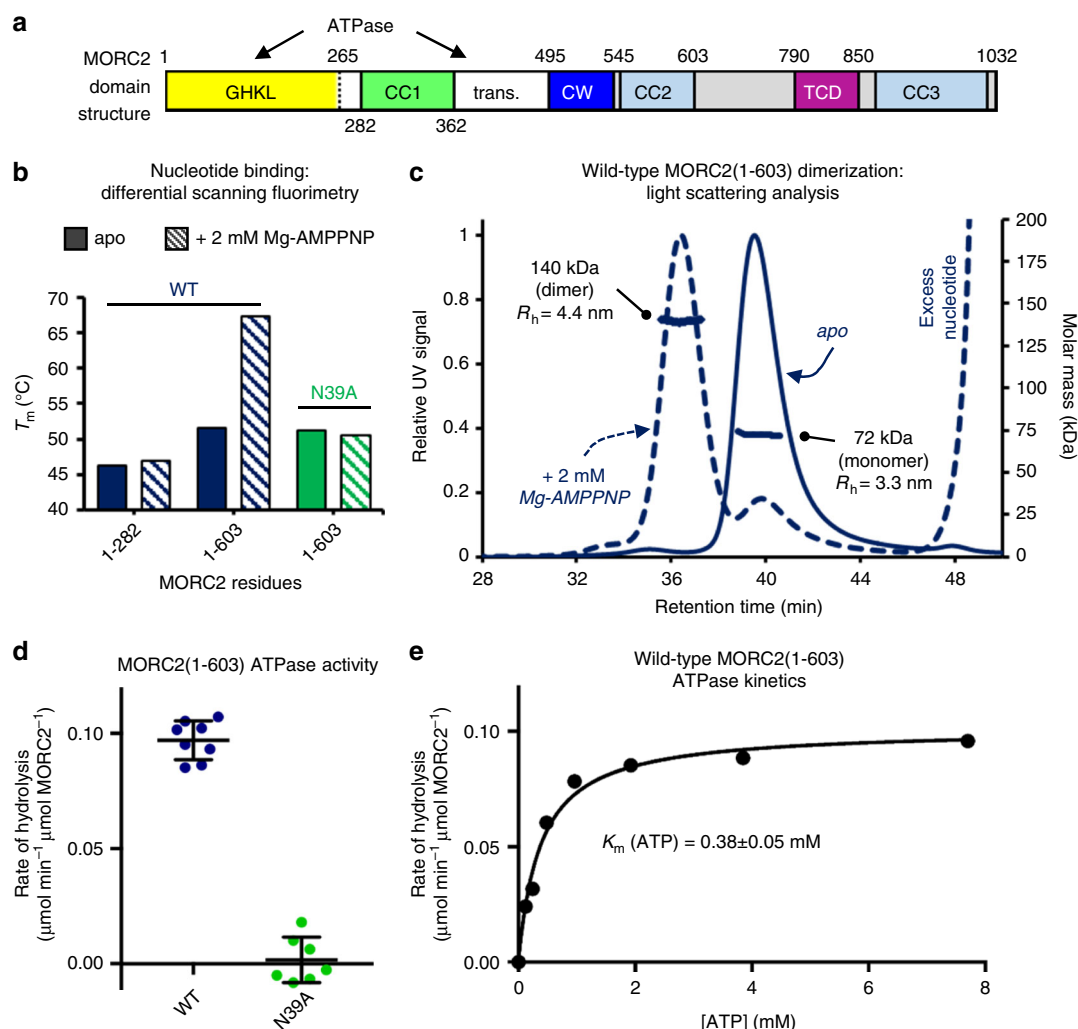 a
ATPase
MORC2
domain
structure
1
265
495
545
603
790
850
1032
GHKL
CC1
trans.
CW
CC2
TCD
CC3
282
362
b
Nucleotide binding:
differential scanning fluorimetry
apo
+ 2 mM Mg-AMPPNP
WT
N39A
70
65
60
55
50
45
40
Tm (°C)
1-282
1-603
1-603
MORC2 residues
c
Wild-type MORC2(1-603) dimerization:
light scattering analysis
1
0.8
0.6
0.4
0.2
0
Relative UV signal
140 kDa
(dimer)
Rh = 4.4 nm
apo
Excess
nucleotide
+ 2 mM
Mg-AMPPNP
72 kDa
(monomer)
Rh = 3.3 nm
200
175
150
125
100
75
50
25
0
Molar mass (kDa)
28
32
36
40
44
48
Retention time (min)
d
MORC2(1-603) ATPase activity
Rate of hydrolysis
(μmol min⁻¹ μmol MORC2⁻¹)
0.10
0.05
0.00
WT
N39A
e
Wild-type MORC2(1-603)
ATPase kinetics
Rate of hydrolysis
(μmol min⁻¹ μmol MORC2⁻¹)
0.10
0.05
0.00
Km (ATP) = 0.38±0.05 mM
0
2
4
6
8
[ATP] (mM)